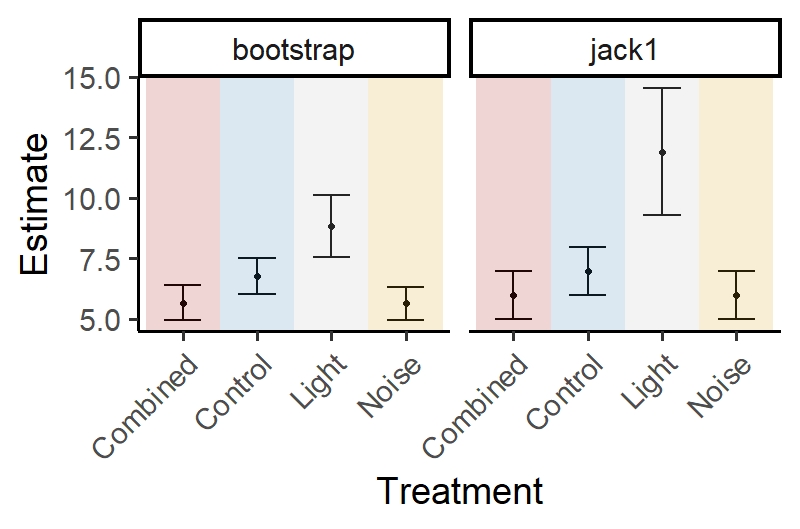 bootstrap
jack1
Estimate
15.0
12.5
10.0
7.5
5.0
Combined
Control
Light
Noise
Combined
Control
Light
Noise
Treatment